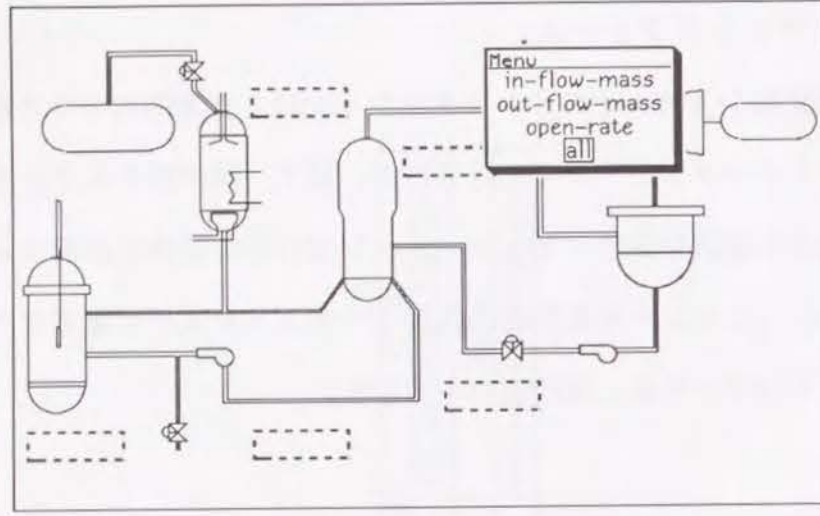 Menu
in-flow-mass
out-flow-mass
open-rate
all